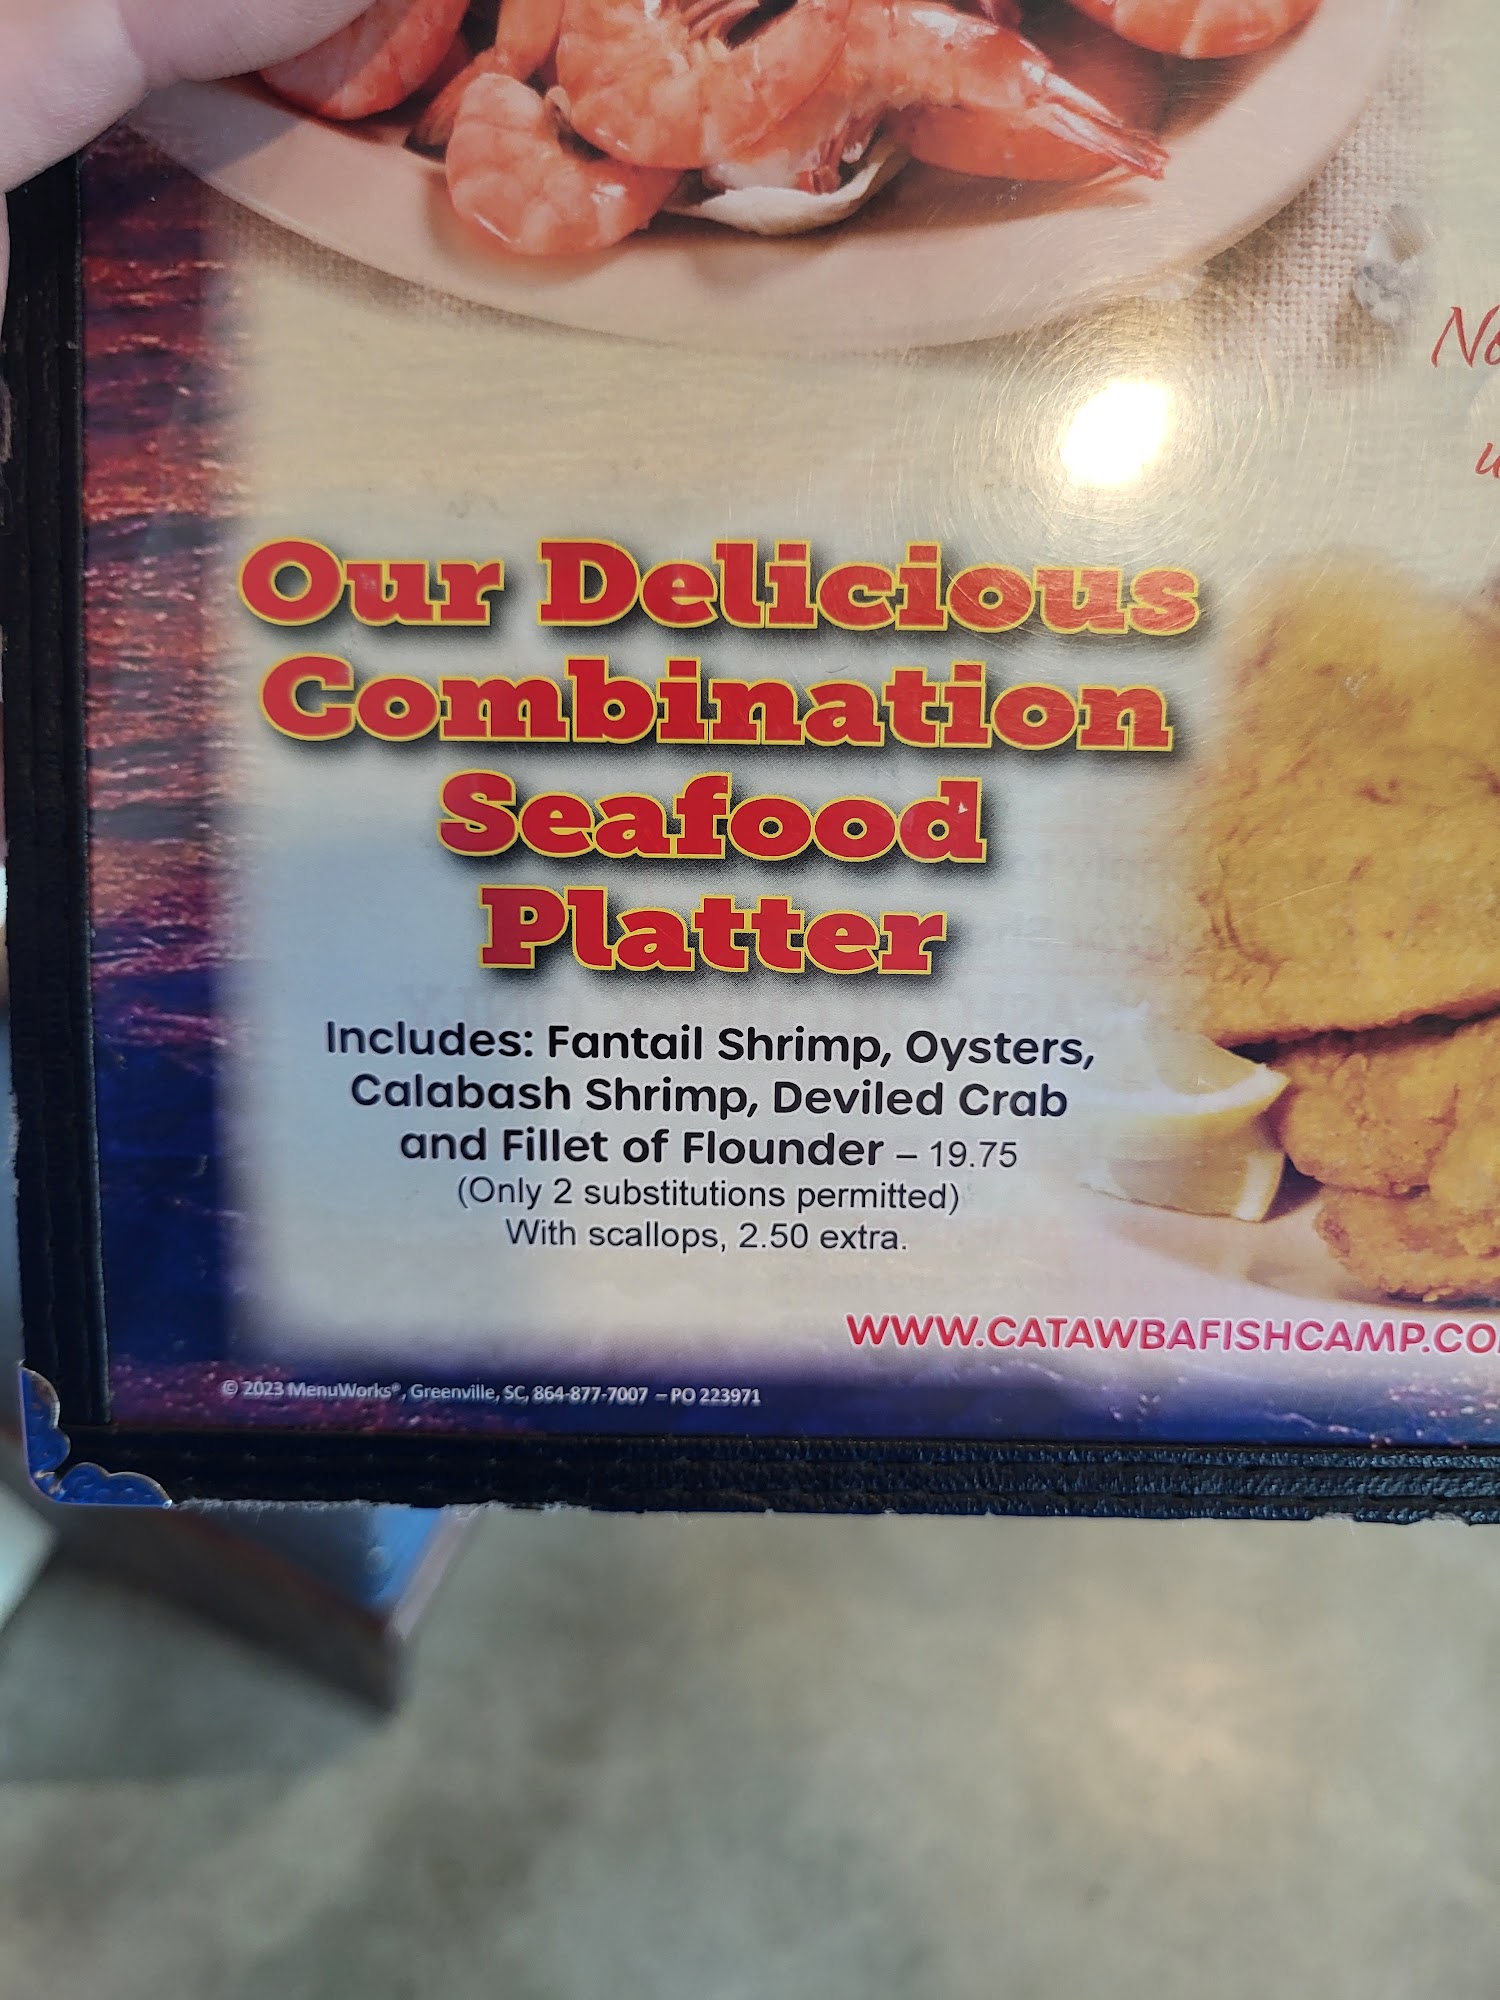 Our Delicious
Combination
Seafood
Platter
Includes: Fantail Shrimp, Oysters,
Calabash Shrimp, Deviled Crab
and Fillet of Flounder – 19.75
(Only 2 substitutions permitted)
With scallops, 2.50 extra.
WWW.CATAWBAFISHCAMP.CO
© 2023 MenuWorks®, Greenville, SC, 864-877-7007 – PO 223971